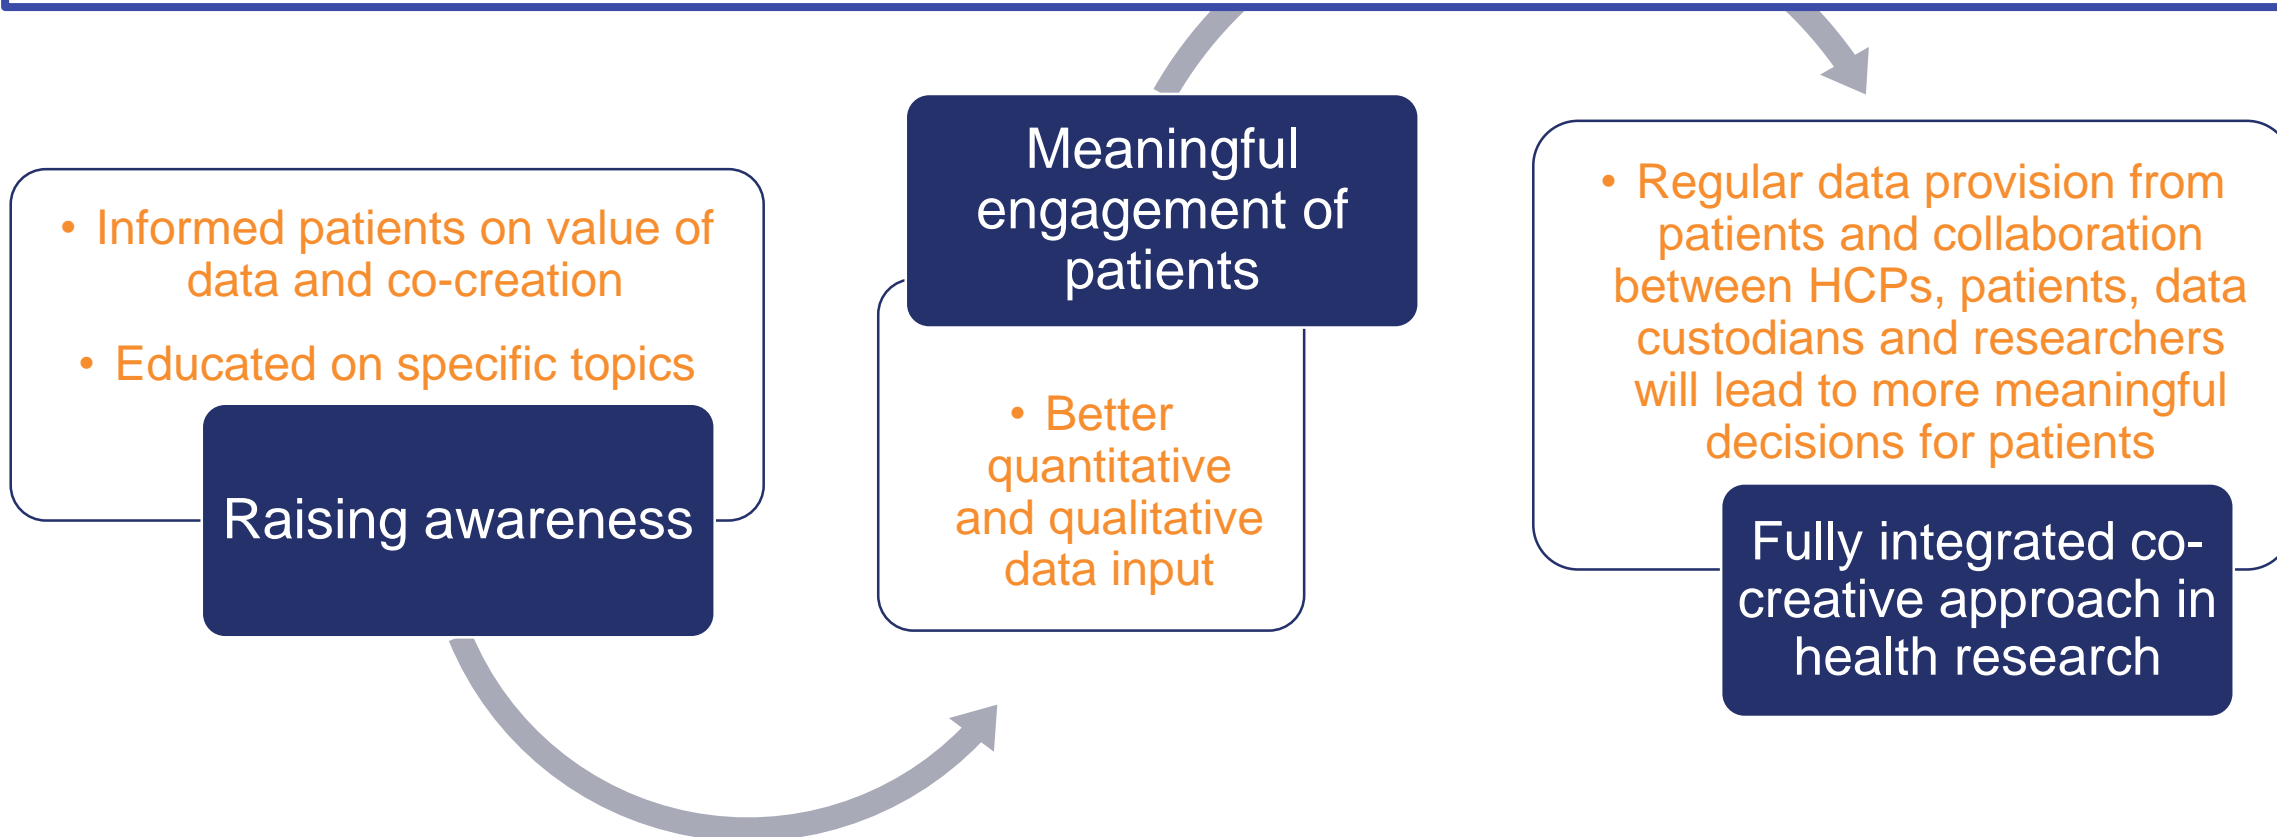 • Informed patients on value of
data and co-creation
• Educated on specific topics
Raising awareness
Meaningful
engagement of
patients
• Better
quantitative
and qualitative
data input
• Regular data provision from
patients and collaboration
between HCPs, patients, data
custodians and researchers
will lead to more meaningful
decisions for patients
Fully integrated co-
creative approach in
health research